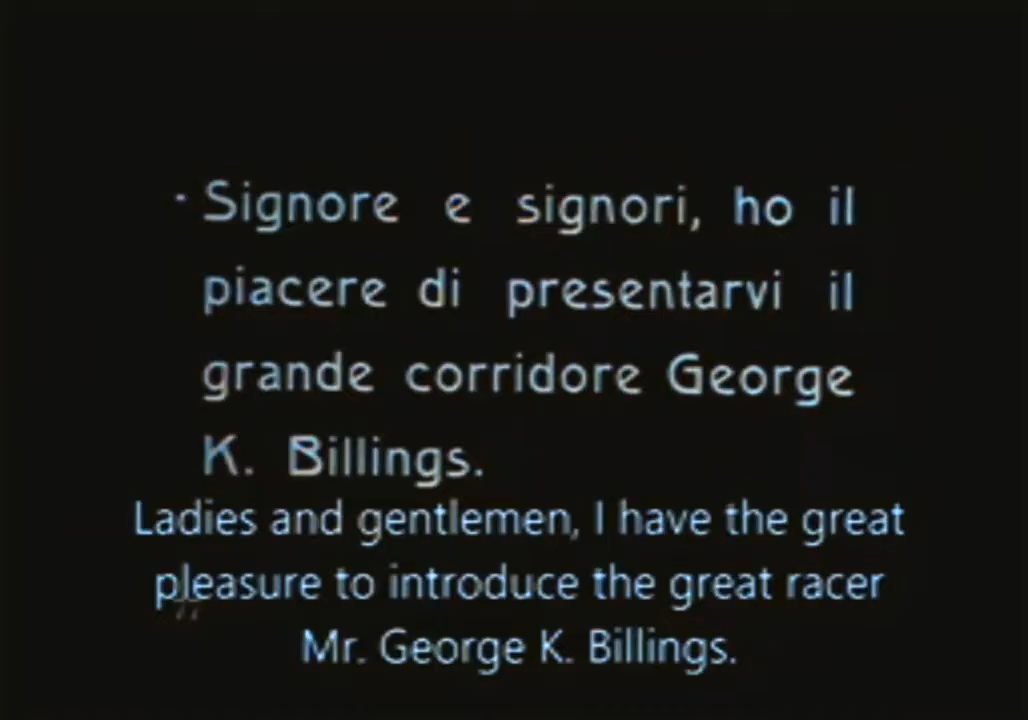 - Signore e signori, ho il
piacere di presentarvi il
grande corridore George
K. Billings.
Ladies and gentlemen, I have the great
pleasure to introduce the great racer
Mr. George K. Billings.